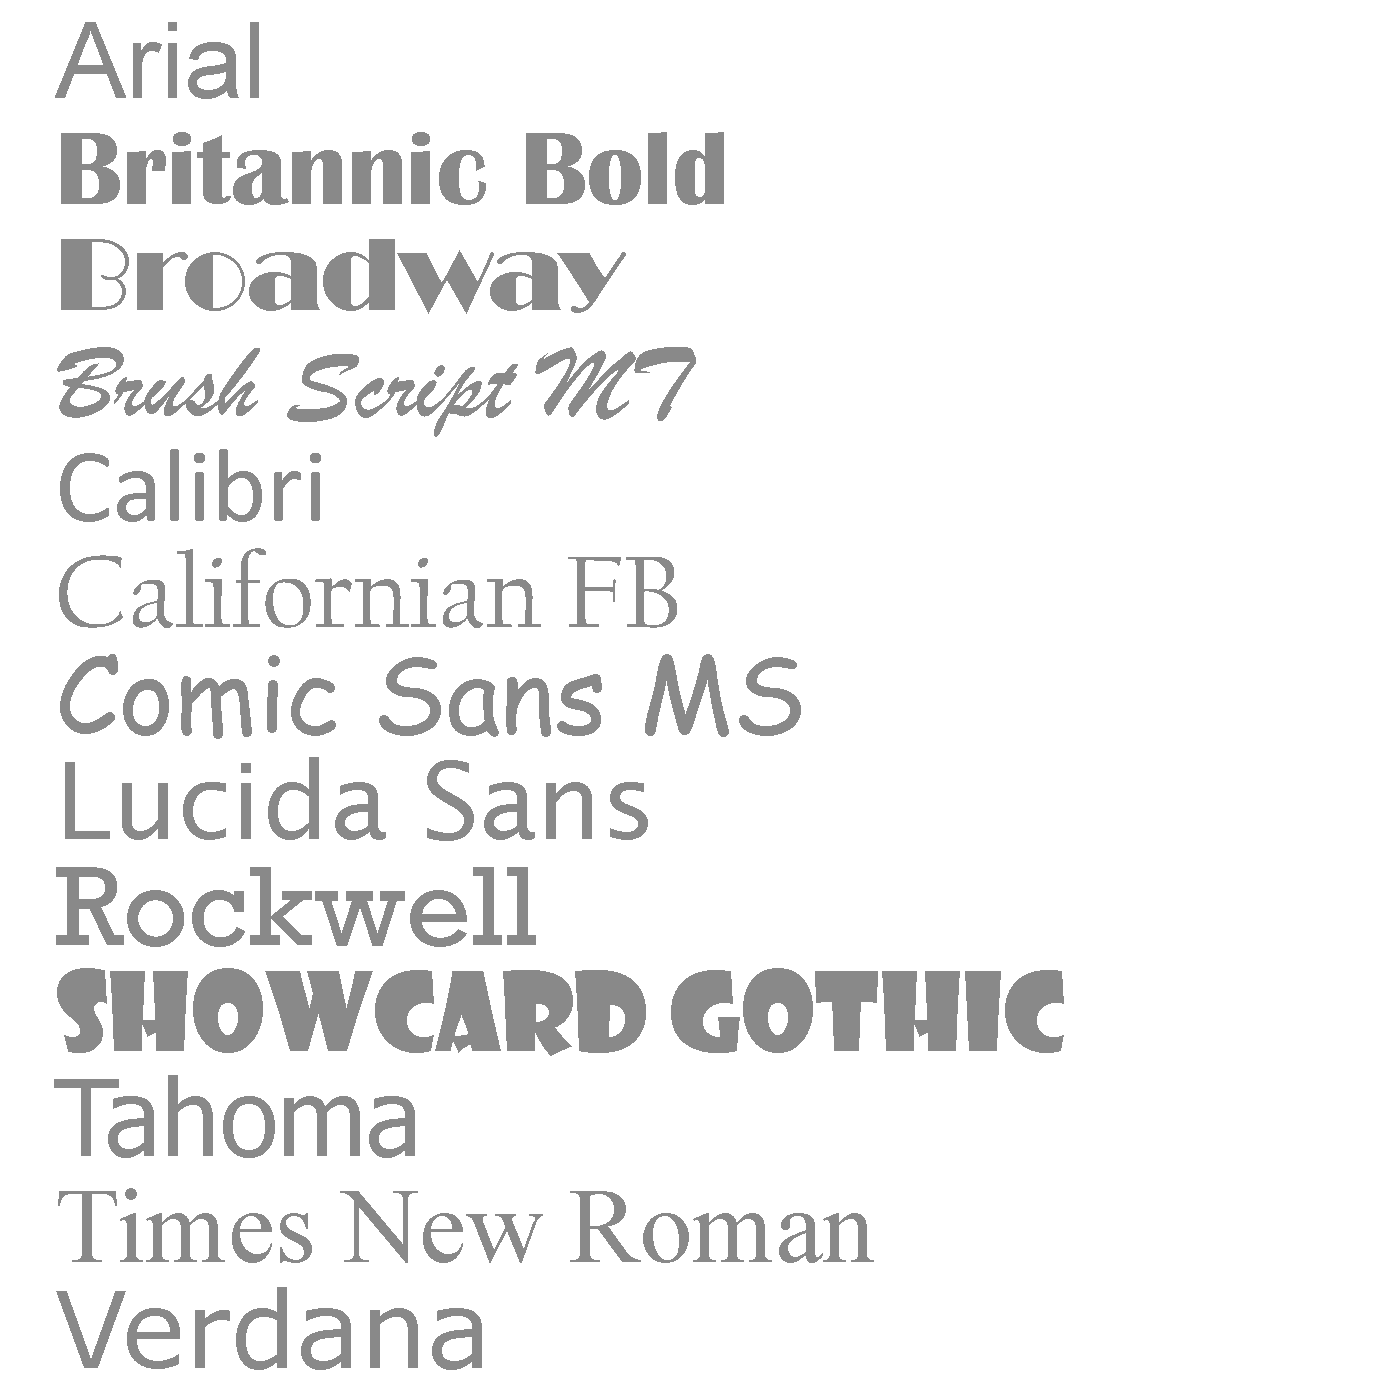 Arial
Britannic Bold
Broadway
Brush Script MT
Calibri
Californian FB
Comic Sans MS
Lucida Sans
Rockwell
SHOWCARD GOTHIC
Tahoma
Times New Roman
Verdana